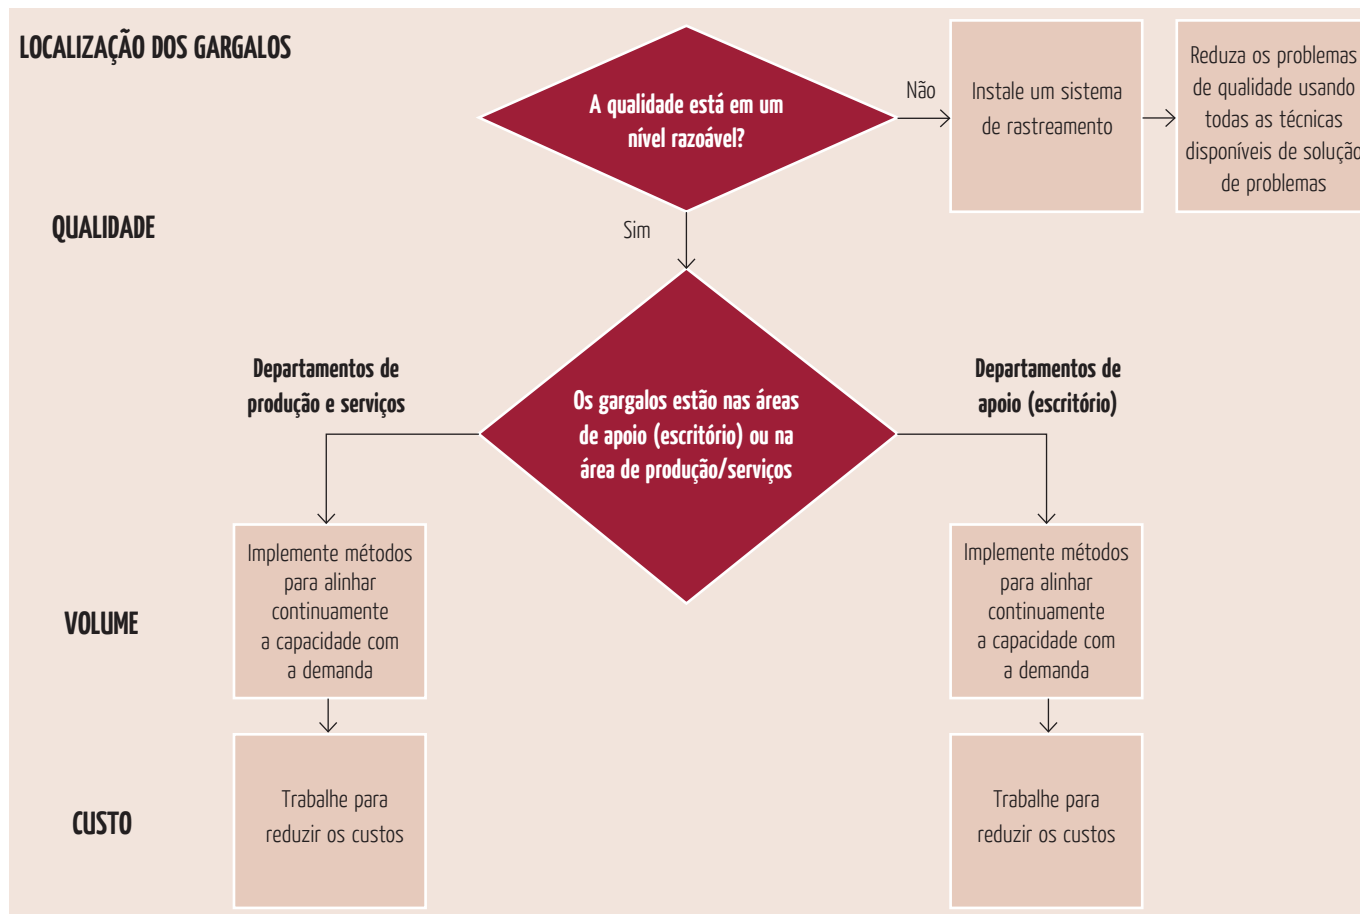 LOCALIZAÇÃO DOS GARGALOS
A qualidade está em um
nível razoável?
Não
Instale um sistema
de rastreamento
Reduza os problemas
de qualidade usando
todas as técnicas
disponíveis de solução
de problemas
QUALIDADE
Sim
Departamentos de
produção e serviços
Os gargalos estão nas áreas
de apoio (escritório) ou na
área de produção/serviços
Departamentos de
apoio (escritório)
VOLUME
Implemente métodos
para alinhar
continuamente
a capacidade com
a demanda
Implemente métodos
para alinhar
continuamente
a capacidade com
a demanda
CUSTO
Trabalhe para
reduzir os custos
Trabalhe para
reduzir os custos